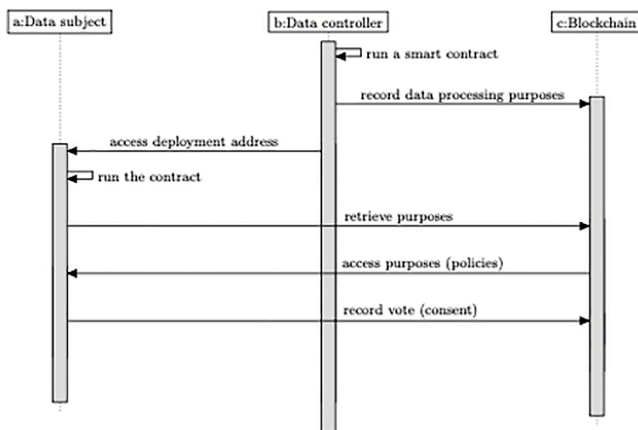 a:Data subject
b:Data controller
c:Blockchain
run a smart contract
record data processing purposes
access deployment address
run the contract
retrieve purposes
access purposes (policies)
record vote (consent)